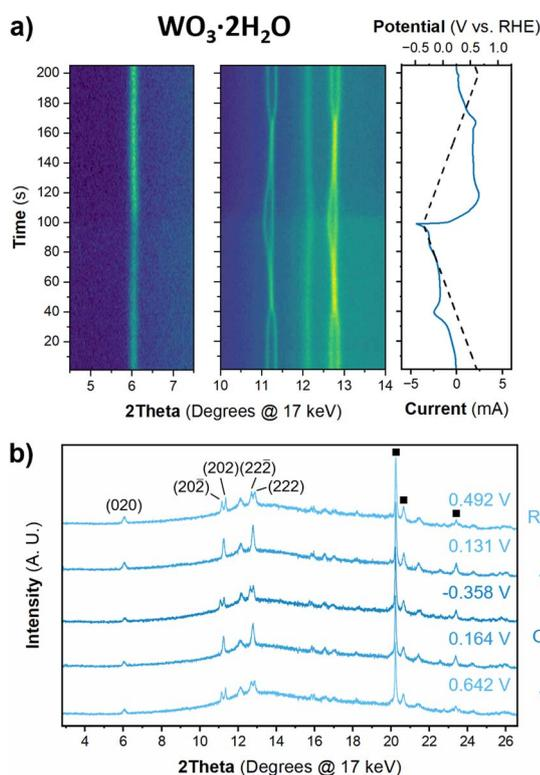 a)
WO₃·2H₂O
Potential (V vs. RHE)
−0.5 0.0 0.5 1.0
200
180
160
140
120
100
80
60
40
20
Time (s)
5 6 7
10 11 12 13 14
−5 0 5
2Theta (Degrees @ 17 keV)
Current (mA)
b)
(202) (222̅)
(202̅) (222)
(020)
0.492 V
R
0.131 V
-0.358 V
C
0.164 V
0.642 V
Intensity (A. U.)
4 6 8 10 12 14 16 18 20 22 24 26
2Theta (Degrees @ 17 keV)